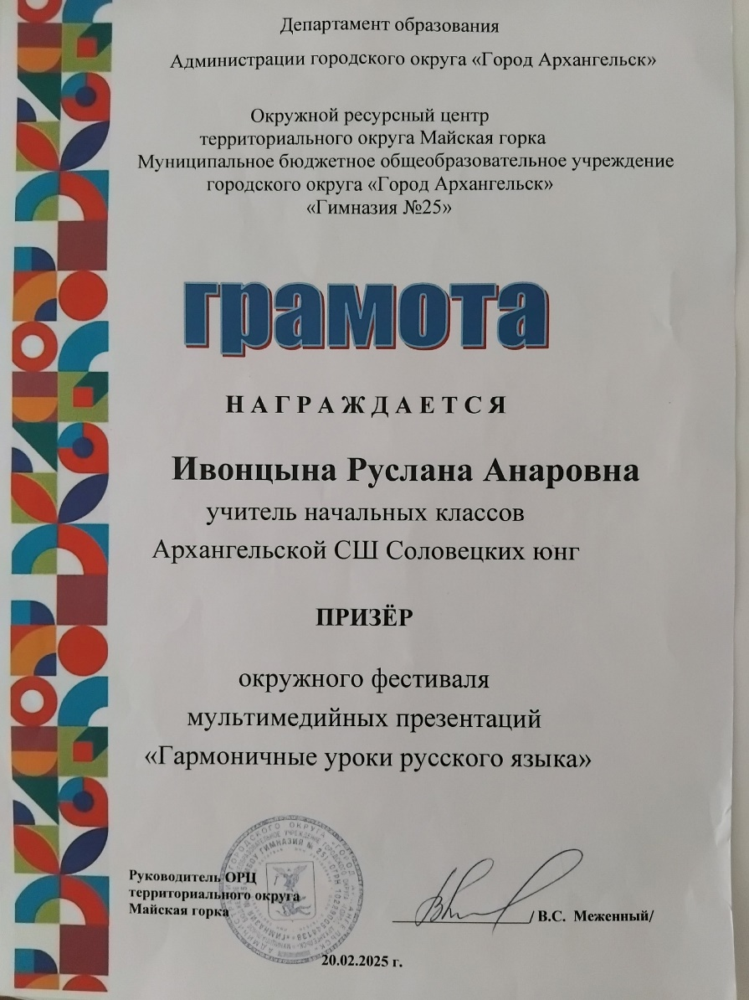 Департамент образования
Администрации городского округа «Город Архангельск»
Окружной ресурсный центр
территориального округа Майская горка
Муниципальное бюджетное общеобразовательное учреждение
городского округа «Город Архангельск»
«Гимназия №25»
грамота
НАГРАЖДАЕТСЯ
Ивонцына Руслана Анаровна
учитель начальных классов
Архангельской СШ Соловецких юнг
ПРИЗЁР
окружного фестиваля
мультимедийных презентаций
«Гармоничные уроки русского языка»
Руководитель ОРЦ
территориального округа
Майская горка
/ В.С. Меженный/
20.02.2025 г.